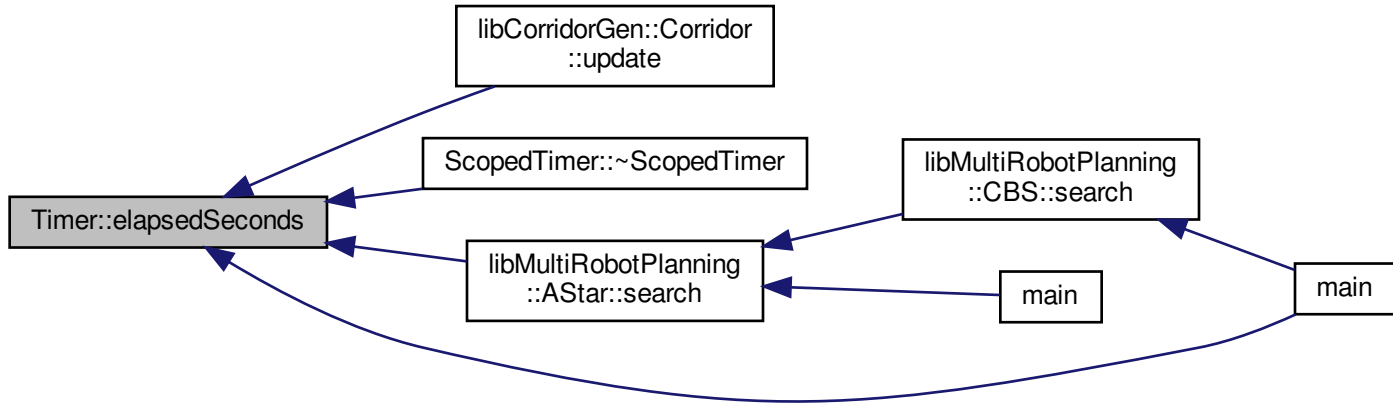 libCorridorGen::Corridor
::update
ScopedTimer::~ScopedTimer
libMultiRobotPlanning
::CBS::search
Timer::elapsedSeconds
libMultiRobotPlanning
::AStar::search
main
main